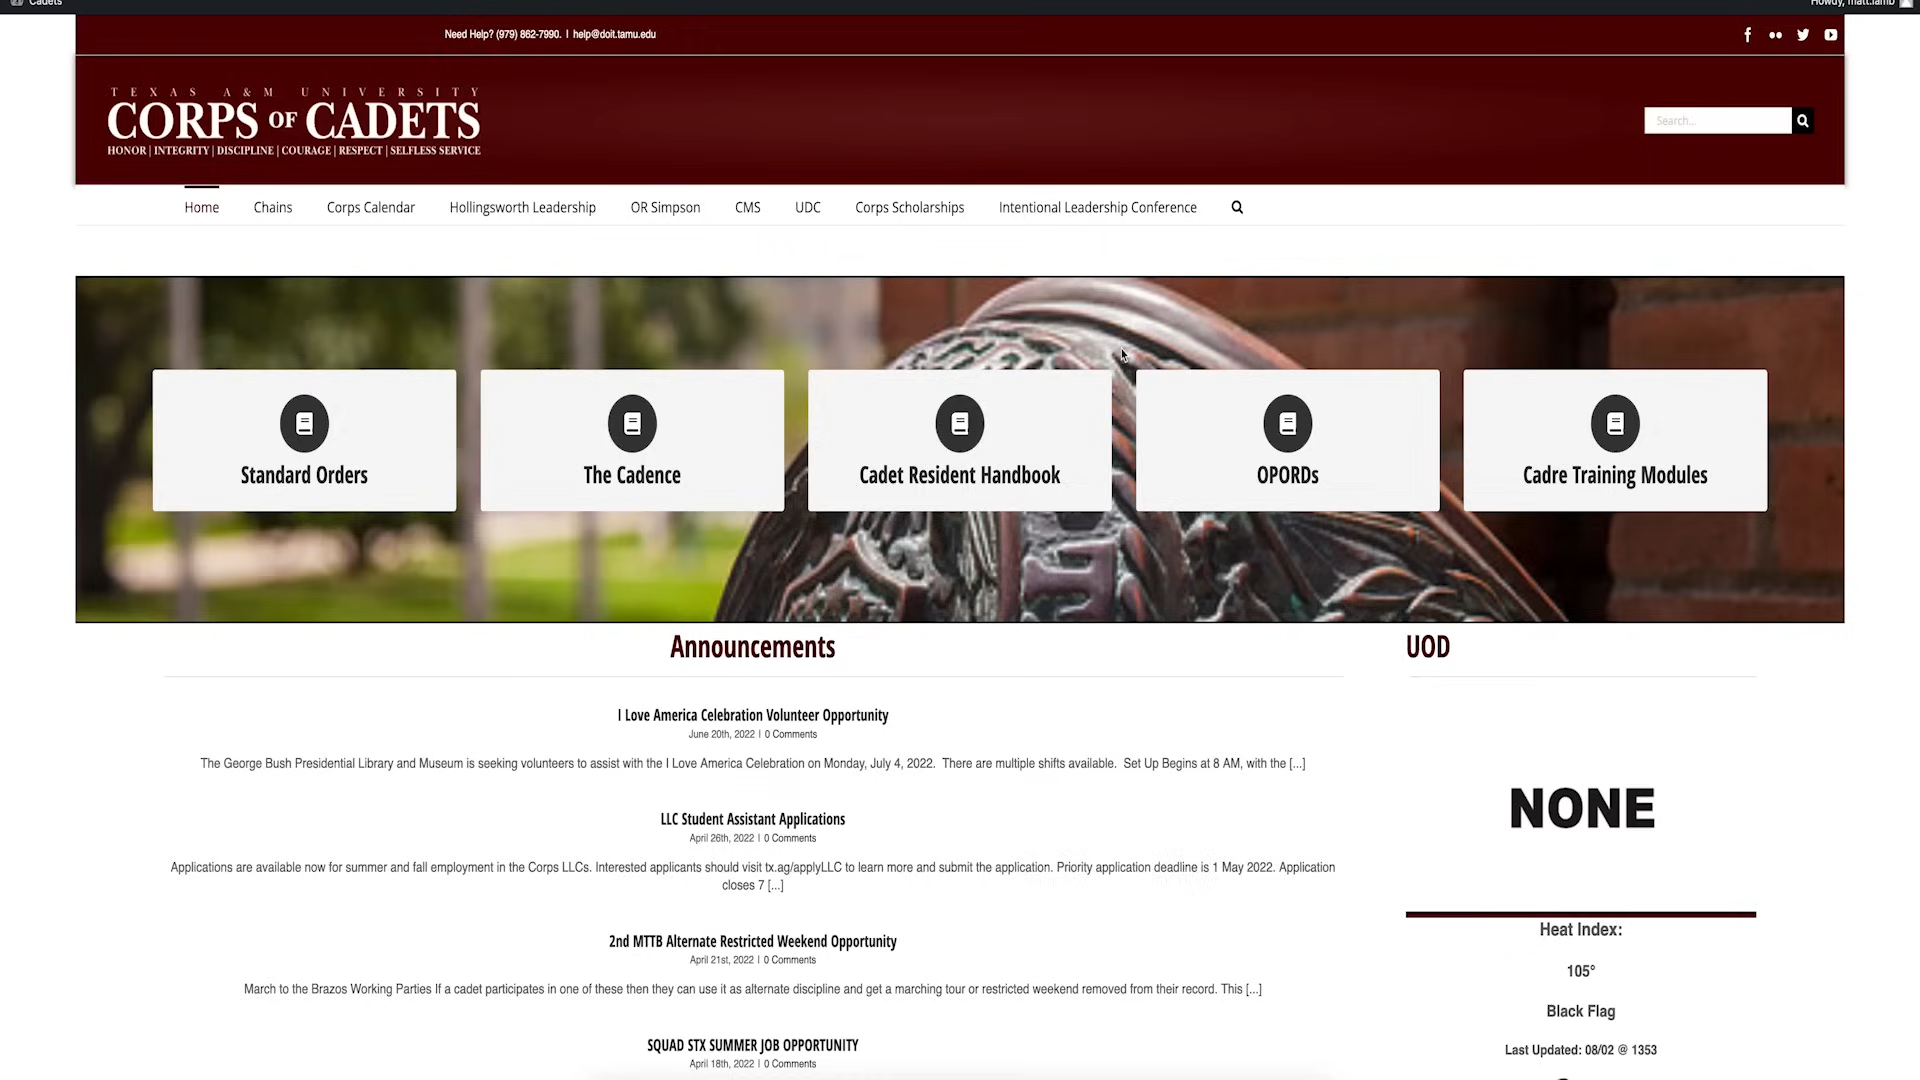 Cadets
Howdy, matt.lamb
Need Help? (979) 862-7990. | help@doit.tamu.edu
TEXAS A&M UNIVERSITY
CORPS OF CADETS
HONOR | INTEGRITY | DISCIPLINE | COURAGE | RESPECT | SELFLESS SERVICE
Search...
Home Chains Corps Calendar Hollingsworth Leadership OR Simpson CMS UDC Corps Scholarships Intentional Leadership Conference
Standard Orders
The Cadence
Cadet Resident Handbook
OPORDs
Cadre Training Modules
Announcements
I Love America Celebration Volunteer Opportunity
June 20th, 2022 | 0 Comments
The George Bush Presidential Library and Museum is seeking volunteers to assist with the I Love America Celebration on Monday, July 4, 2022. There are multiple shifts available. Set Up Begins at 8 AM, with the [...]
LLC Student Assistant Applications
April 26th, 2022 | 0 Comments
Applications are available now for summer and fall employment in the Corps LLCs. Interested applicants should visit tx.ag/applyLLC to learn more and submit the application. Priority application deadline is 1 May 2022. Application
closes 7 [...]
2nd MTTB Alternate Restricted Weekend Opportunity
April 21st, 2022 | 0 Comments
March to the Brazos Working Parties If a cadet participates in one of these then they can use it as alternate discipline and get a marching tour or restricted weekend removed from their record. This [...]
SQUAD STX SUMMER JOB OPPORTUNITY
April 18th, 2022 | 0 Comments
UOD
NONE
Heat Index:
105°
Black Flag
Last Updated: 08/02 @ 1353